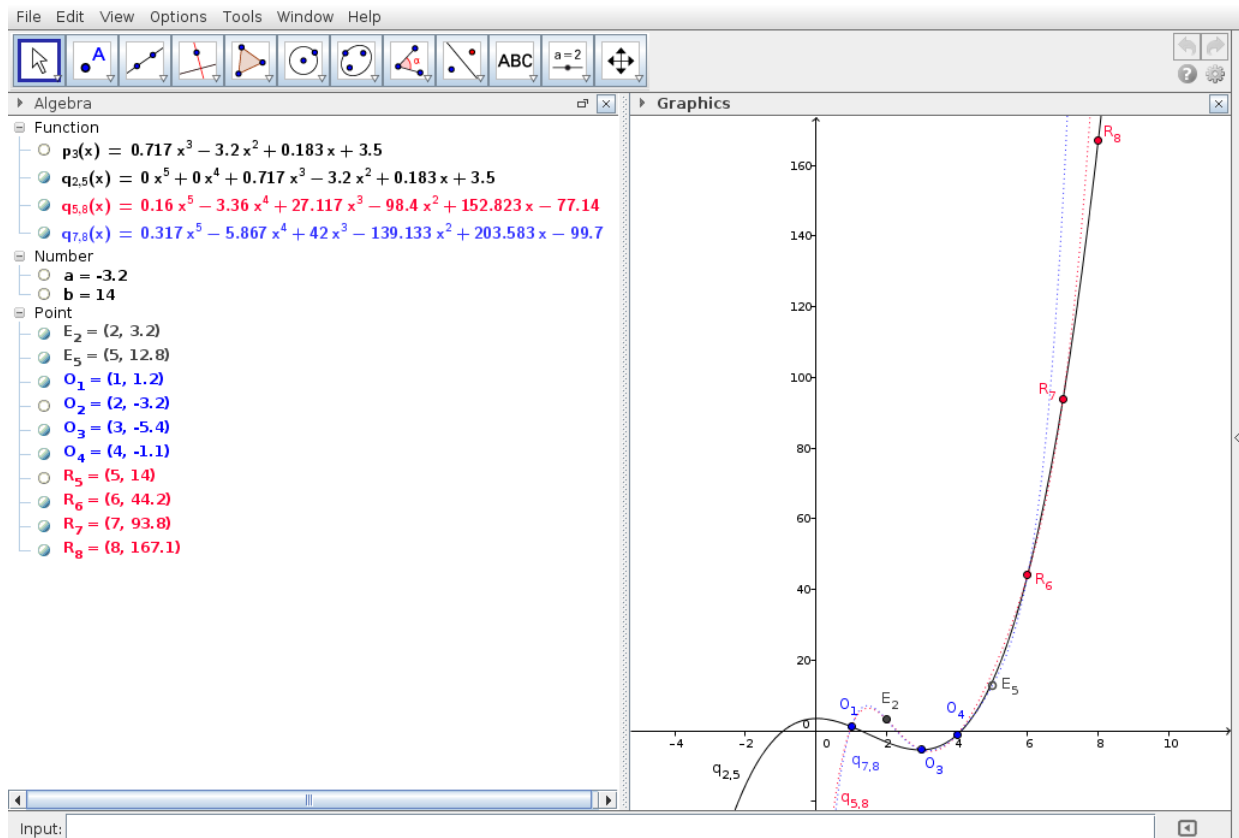 File Edit View Options Tools Window Help
A
α
ABC
a=2
Algebra
Function
p₃(x) = 0.717 x³ − 3.2 x² + 0.183 x + 3.5
q₂,₅(x) = 0 x⁵ + 0 x⁴ + 0.717 x³ − 3.2 x² + 0.183 x + 3.5
q₅,₈(x) = 0.16 x⁵ − 3.36 x⁴ + 27.117 x³ − 98.4 x² + 152.823 x − 77.14
q₇,₈(x) = 0.317 x⁵ − 5.867 x⁴ + 42 x³ − 139.133 x² + 203.583 x − 99.7
Number
a = -3.2
b = 14
Point
E₂ = (2, 3.2)
E₅ = (5, 12.8)
O₁ = (1, 1.2)
O₂ = (2, -3.2)
O₃ = (3, -5.4)
O₄ = (4, -1.1)
R₅ = (5, 14)
R₆ = (6, 44.2)
R₇ = (7, 93.8)
R₈ = (8, 167.1)
Graphics
R₈
160
140
120
100
R₇
80
60
40
R₆
20
E₅
E₂
O₁
O₄
0
-4 -2 0 2 4 6 8 10
q₂,₅
q₇,₈
O₃
q₅,₈
Input: